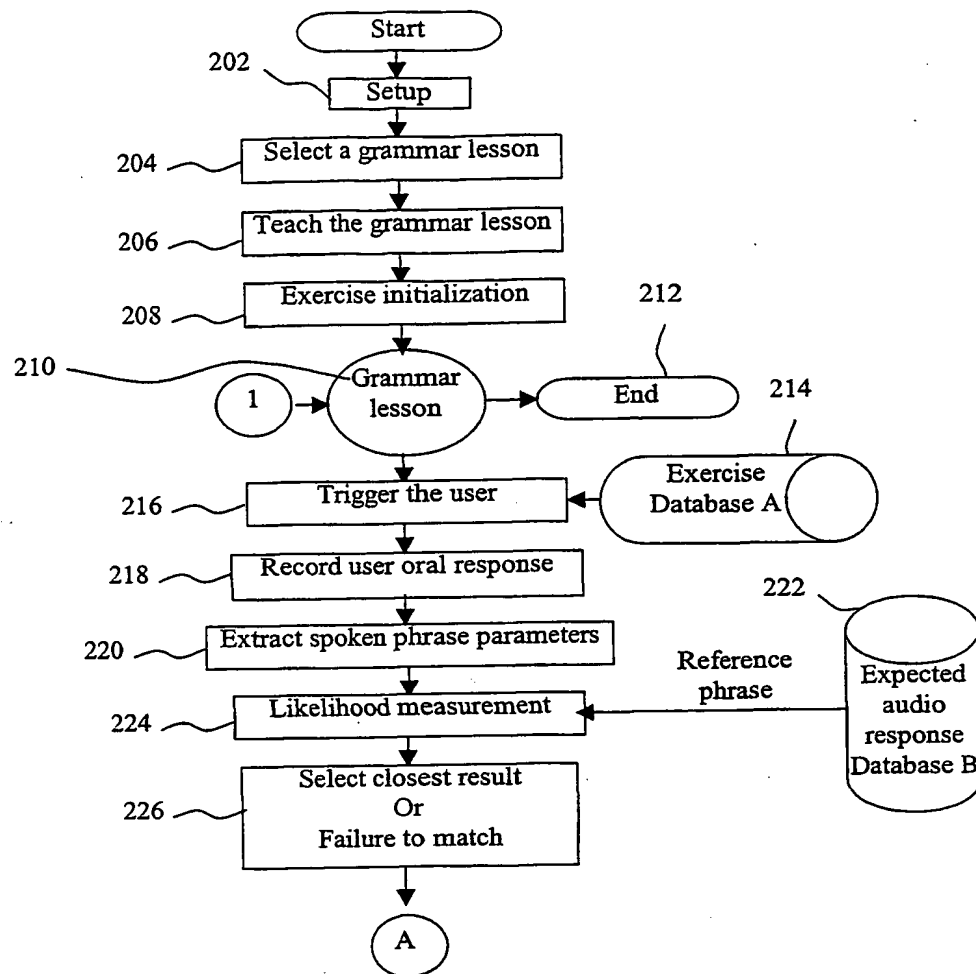 Start
202
Setup
204
Select a grammar lesson
206
Teach the grammar lesson
208
Exercise initialization
210
Grammar
lesson
1
212
End
214
Exercise
Database A
216
Trigger the user
218
Record user oral response
220
Extract spoken phrase parameters
222
Expected
audio
response
Database B
Reference
phrase
224
Likelihood measurement
226
Select closest result
Or
Failure to match
A